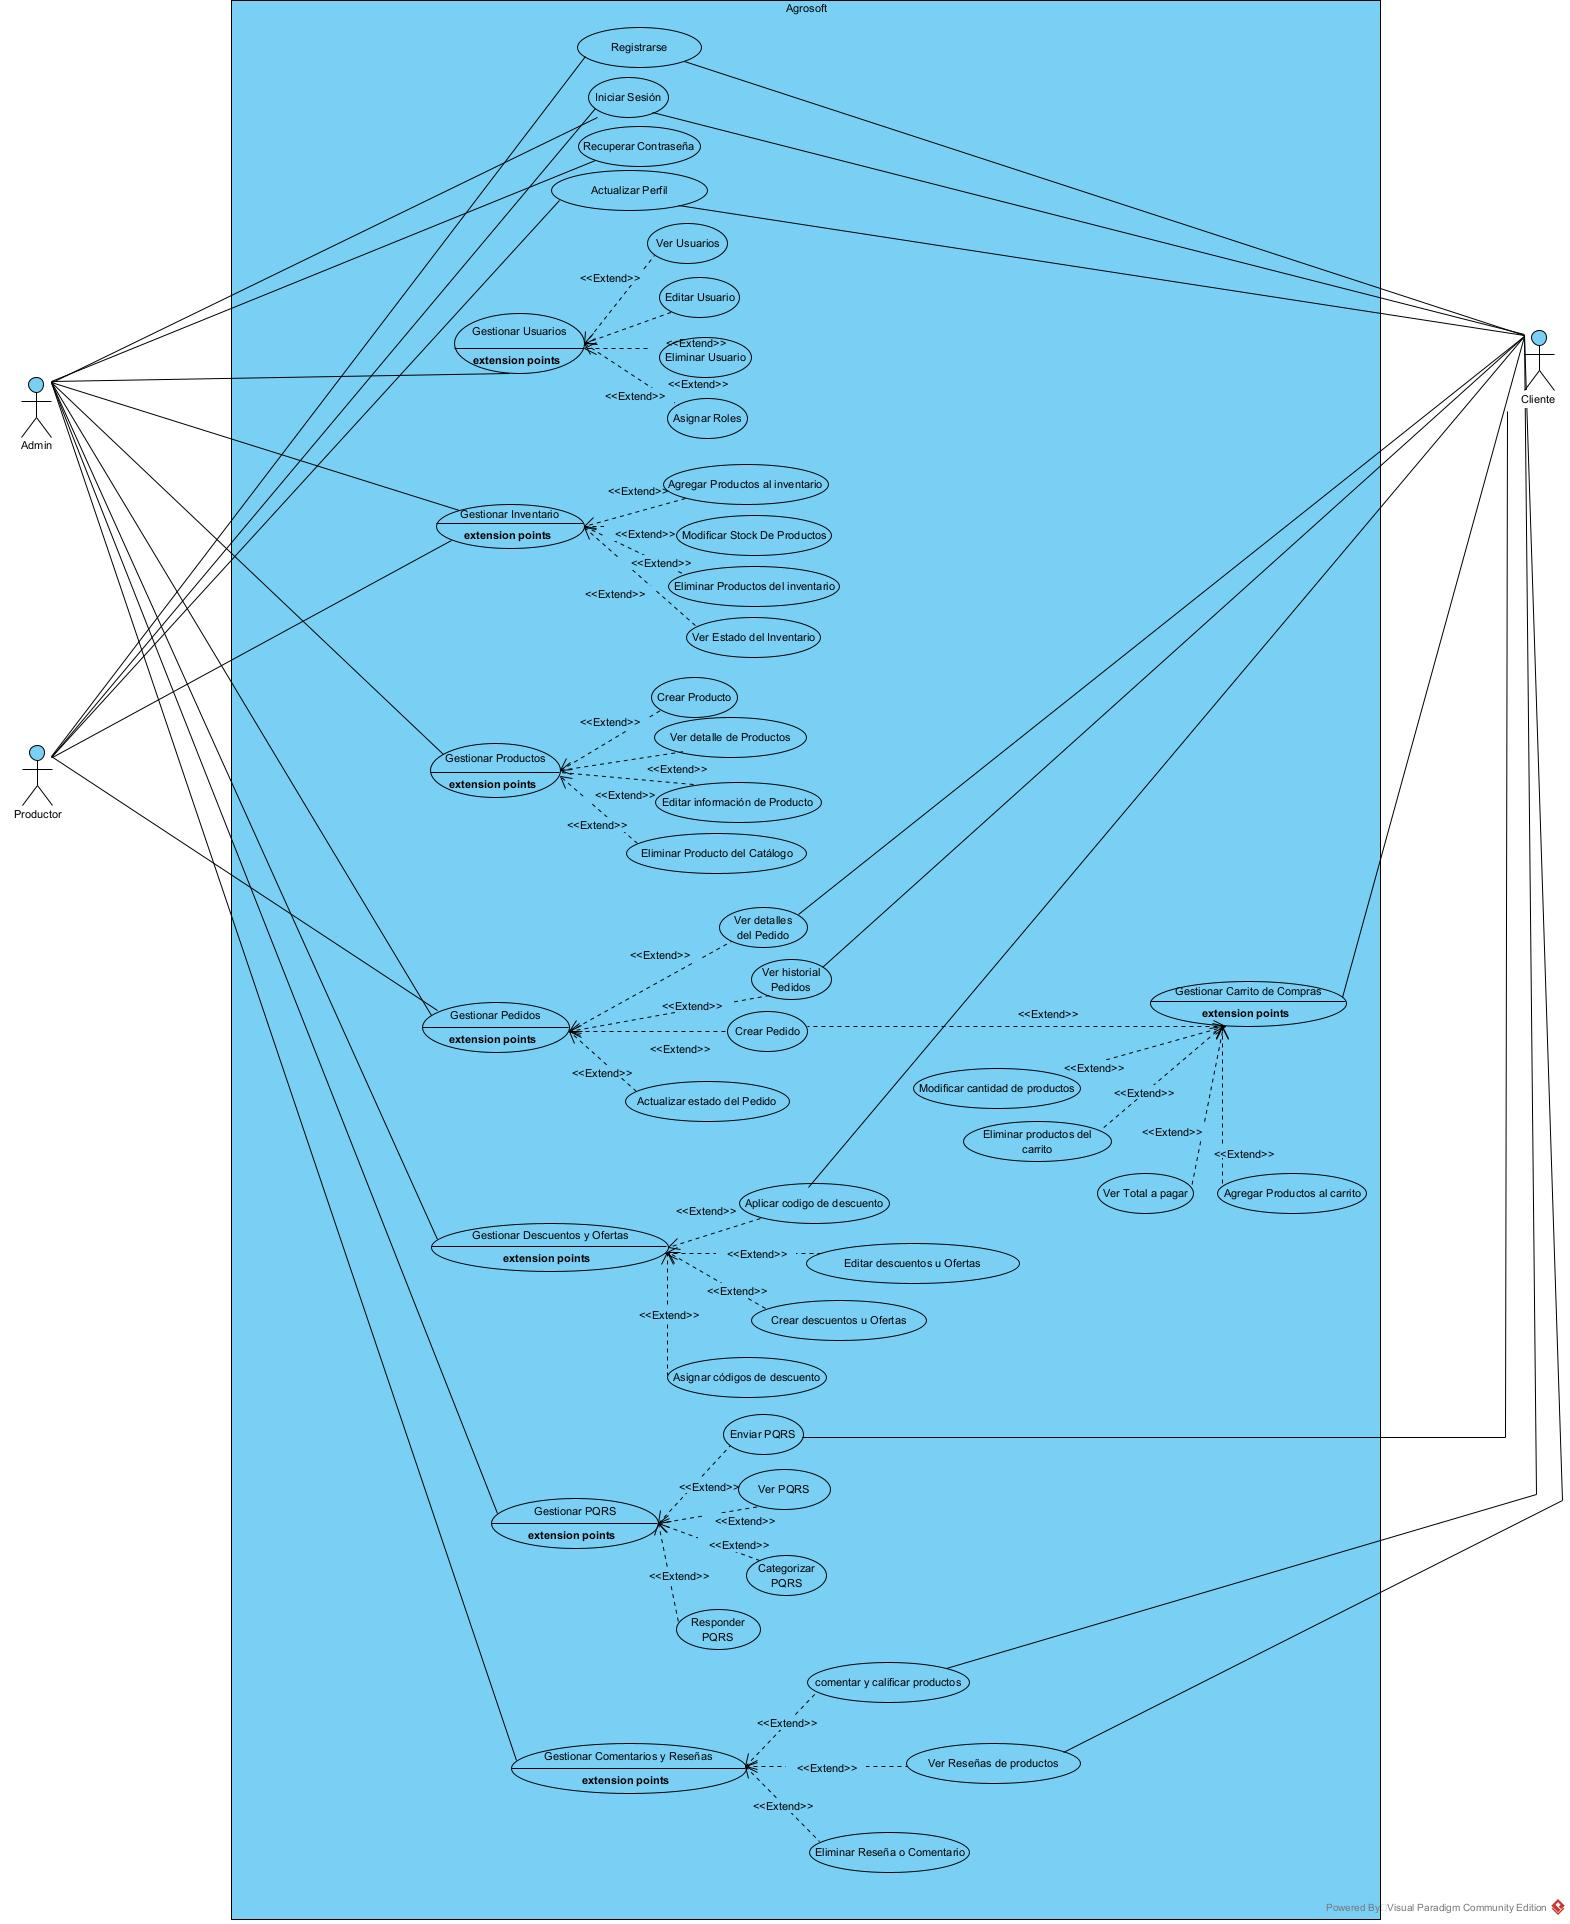 Agrosoft
Registrarse
Iniciar Sesión
Recuperar Contraseña
Actualizar Perfil
Ver Usuarios
<<Extend>>
Editar Usuario
Gestionar Usuarios
extension points
<<Extend>>
Eliminar Usuario
<<Extend>>
<<Extend>>
Asignar Roles
Admin
Cliente
Agregar Productos al inventario
<<Extend>>
Gestionar Inventario
extension points
<<Extend>>
Modificar Stock De Productos
<<Extend>>
Eliminar Productos del inventario
<<Extend>>
Ver Estado del Inventario
Crear Producto
<<Extend>>
Ver detalle de Productos
Gestionar Productos
extension points
<<Extend>>
<<Extend>>
Editar información de Producto
<<Extend>>
Eliminar Producto del Catálogo
Productor
Ver detalles
del Pedido
<<Extend>>
Ver historial
Pedidos
<<Extend>>
Gestionar Pedidos
extension points
Crear Pedido
<<Extend>>
<<Extend>>
Actualizar estado del Pedido
<<Extend>>
Gestionar Carrito de Compras
extension points
<<Extend>>
Modificar cantidad de productos
<<Extend>>
Eliminar productos del
carrito
<<Extend>>
<<Extend>>
Ver Total a pagar
Agregar Productos al carrito
Aplicar codigo de descuento
<<Extend>>
Gestionar Descuentos y Ofertas
extension points
<<Extend>>
Editar descuentos u Ofertas
<<Extend>>
Crear descuentos u Ofertas
<<Extend>>
Asignar códigos de descuento
Enviar PQRS
<<Extend>>
Ver PQRS
Gestionar PQRS
extension points
<<Extend>>
<<Extend>>
Categorizar
PQRS
<<Extend>>
Responder
PQRS
comentar y calificar productos
<<Extend>>
Gestionar Comentarios y Reseñas
extension points
<<Extend>>
Ver Reseñas de productos
<<Extend>>
Eliminar Reseña o Comentario
Powered By: Visual Paradigm Community Edition